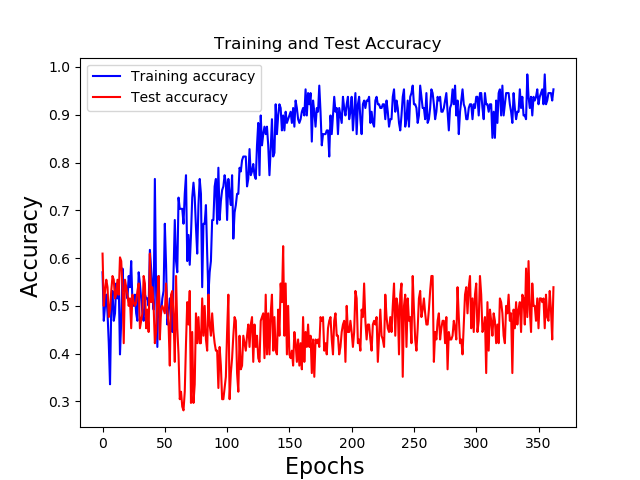 Training and Test Accuracy
Training accuracy
Test accuracy
Accuracy
1.0
0.9
0.8
0.7
0.6
0.5
0.4
0.3
0 50 100 150 200 250 300 350
Epochs